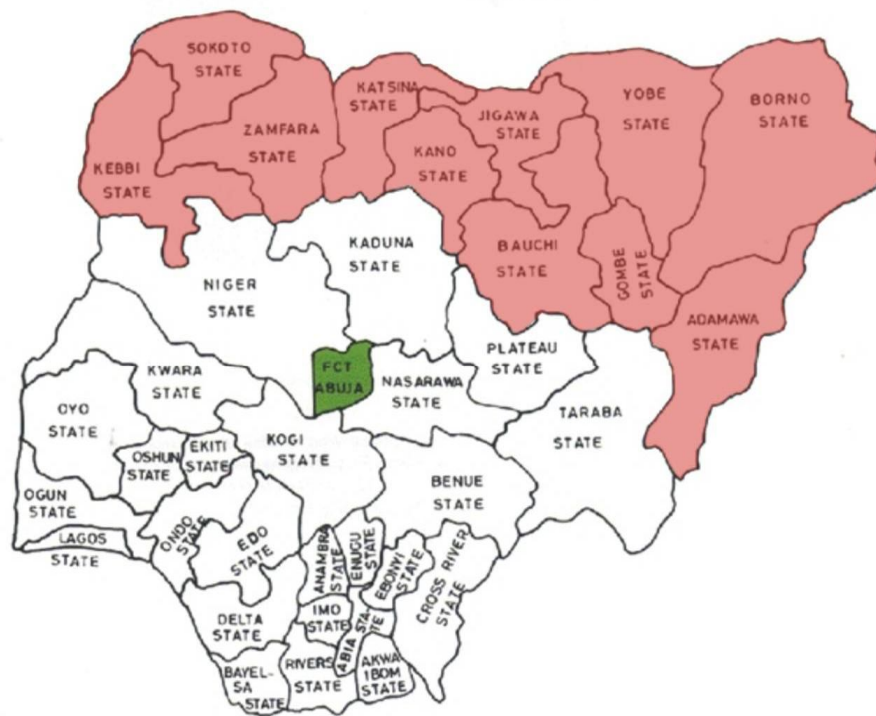 SOKOTO
STATE
KATSINA
STATE
YOBE
STATE
BORNO
STATE
ZAMFARA
STATE
JIGAWA
STATE
KANO
STATE
KEBBI
STATE
KADUNA
STATE
BAUCHI
STATE
GOMBE
STATE
NIGER
STATE
ADAMAWA
STATE
PLATEAU
STATE
FCT
ABUJA
KWARA
STATE
NASARAWA
STATE
TARABA
STATE
OYO
STATE
OSHUN
STATE
EKITI
STATE
KOGI
STATE
BENUE
STATE
OGUN
STATE
LAGOS
STATE
ONDO
STATE
EDO
STATE
ANAMBRA
STATE
ENUGU
STATE
EBONYI
STATE
CROSS RIVER
STATE
DELTA
STATE
IMO
STATE
ABIA STA-
TE
BAYEL-
SA
STATE
RIVERS
STATE
AKWA
IBOM
STATE